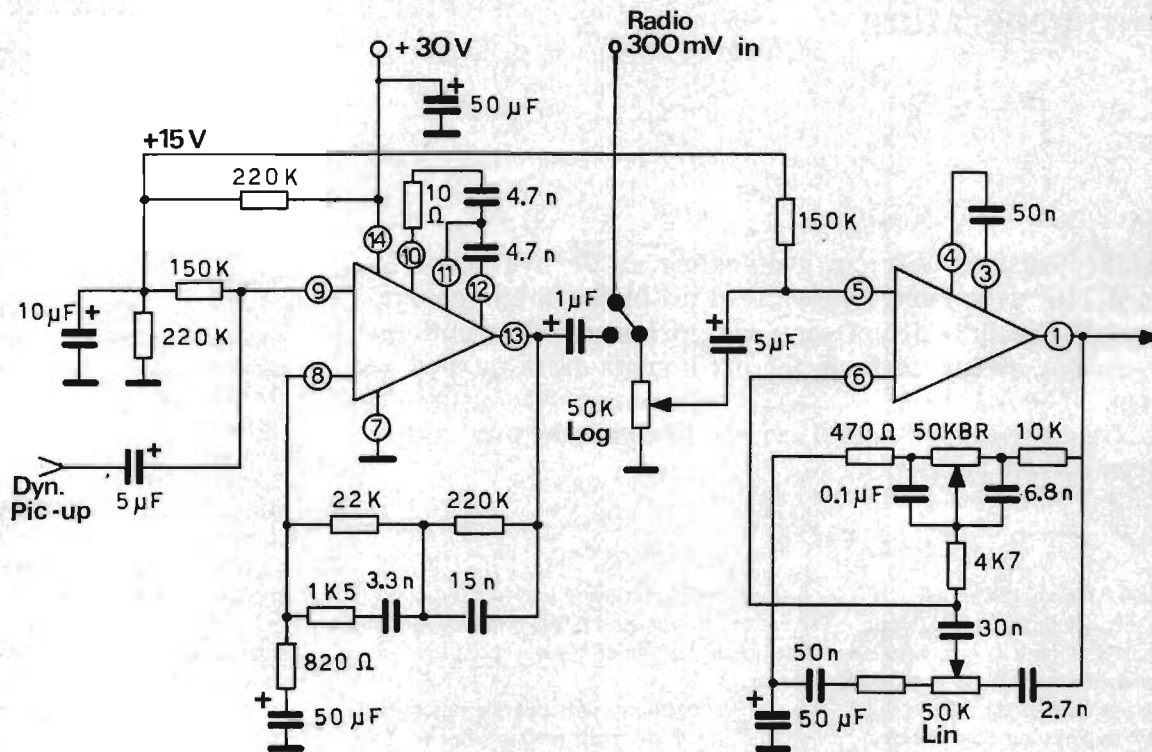 Radio
300mV in
+30V
50 µF
+15V
220K
10
Ω
4.7n
4.7n
150K
50n
14
10
11
12
4
3
150K
9
10µF
220K
1µF
5
5µF
13
1
8
6
7
50K
Log
470Ω
50KBR
10K
Dyn.
Pic-up
5µF
0.1µF
6.8n
22K
220K
4K7
1K5
3.3n
15n
30n
820Ω
50n
50µF
50µF
50K
Lin
2.7n